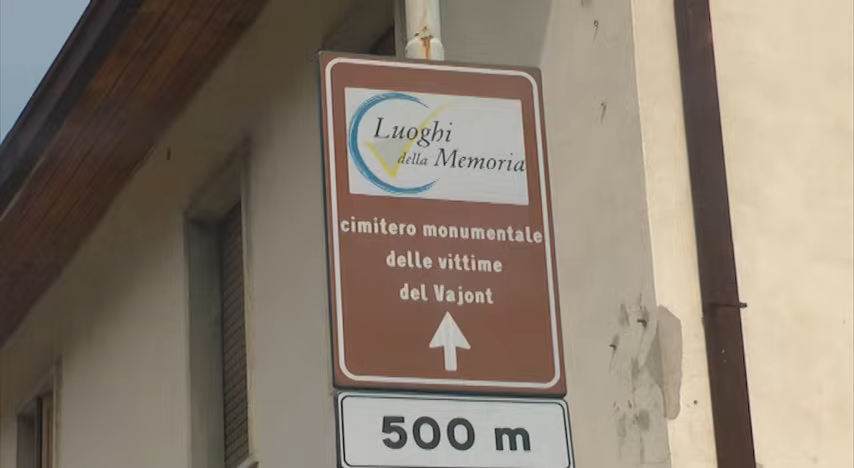 Luoghi
della Memoria
cimitero monumentale
delle vittime
del Vajont
500 m